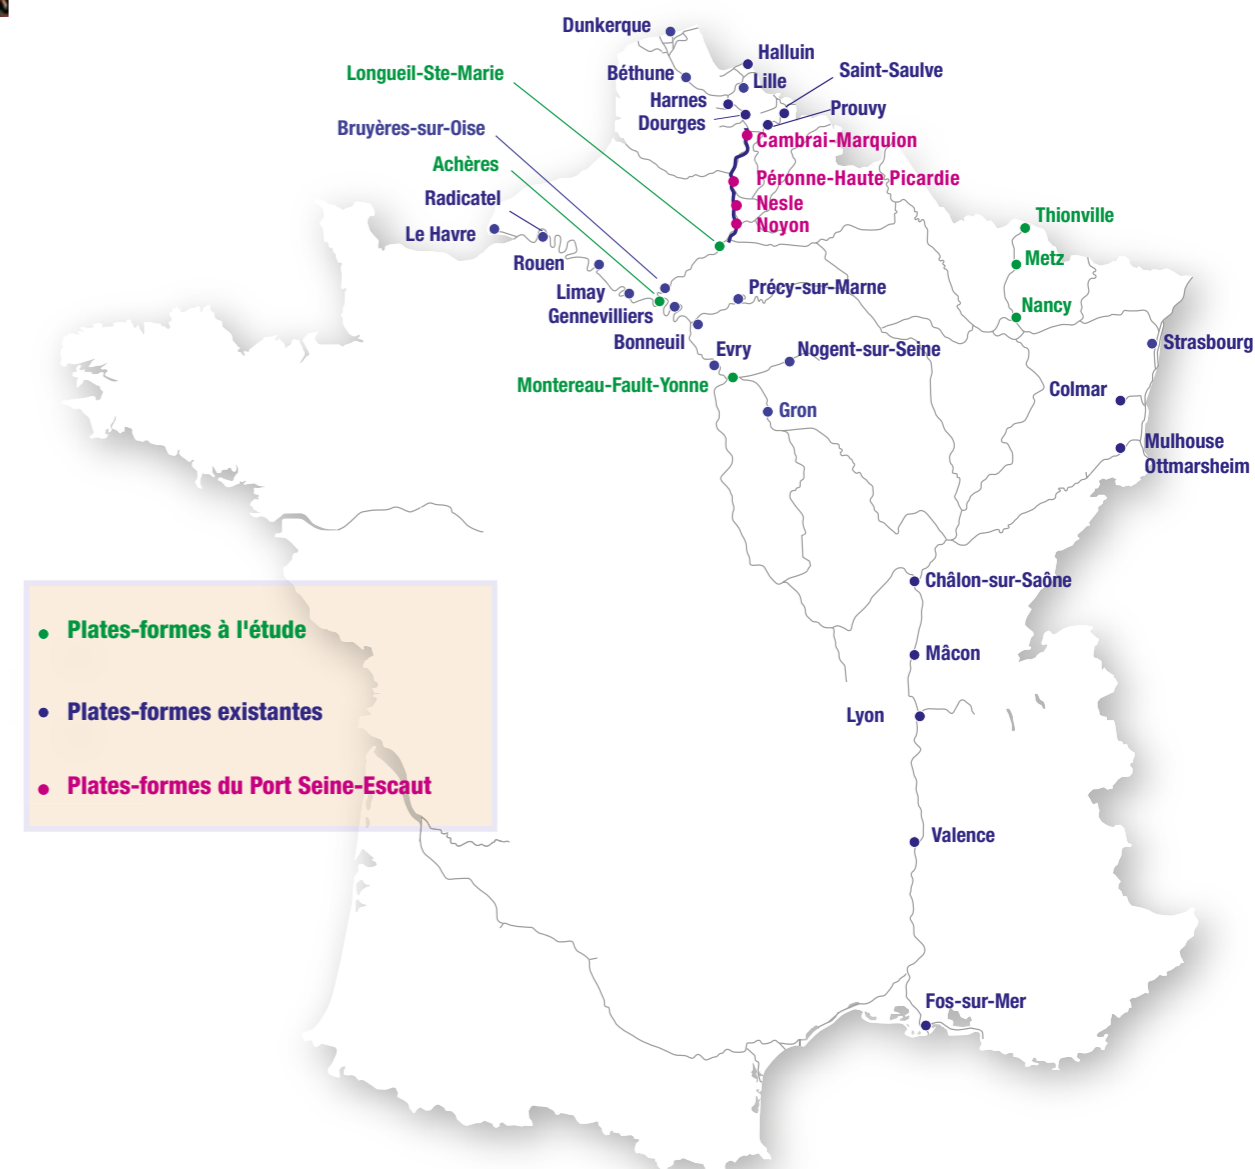 Dunkerque
Halluin
Longueil-Ste-Marie
Béthune
Lille
Saint-Saulve
Harnes
Prouvy
Dourges
Bruyères-sur-Oise
Cambrai-Marquion
Achères
Péronne-Haute Picardie
Radicatel
Nesle
Thionville
Noyon
Le Havre
Rouen
Metz
Limay
Précy-sur-Marne
Nancy
Gennevilliers
Bonneuil
Evry
Nogent-sur-Seine
Strasbourg
Montereau-Fault-Yonne
Colmar
Gron
Mulhouse
Ottmarsheim
Châlon-sur-Saône
Plates-formes à l'étude
Mâcon
Plates-formes existantes
Lyon
Plates-formes du Port Seine-Escaut
Valence
Fos-sur-Mer